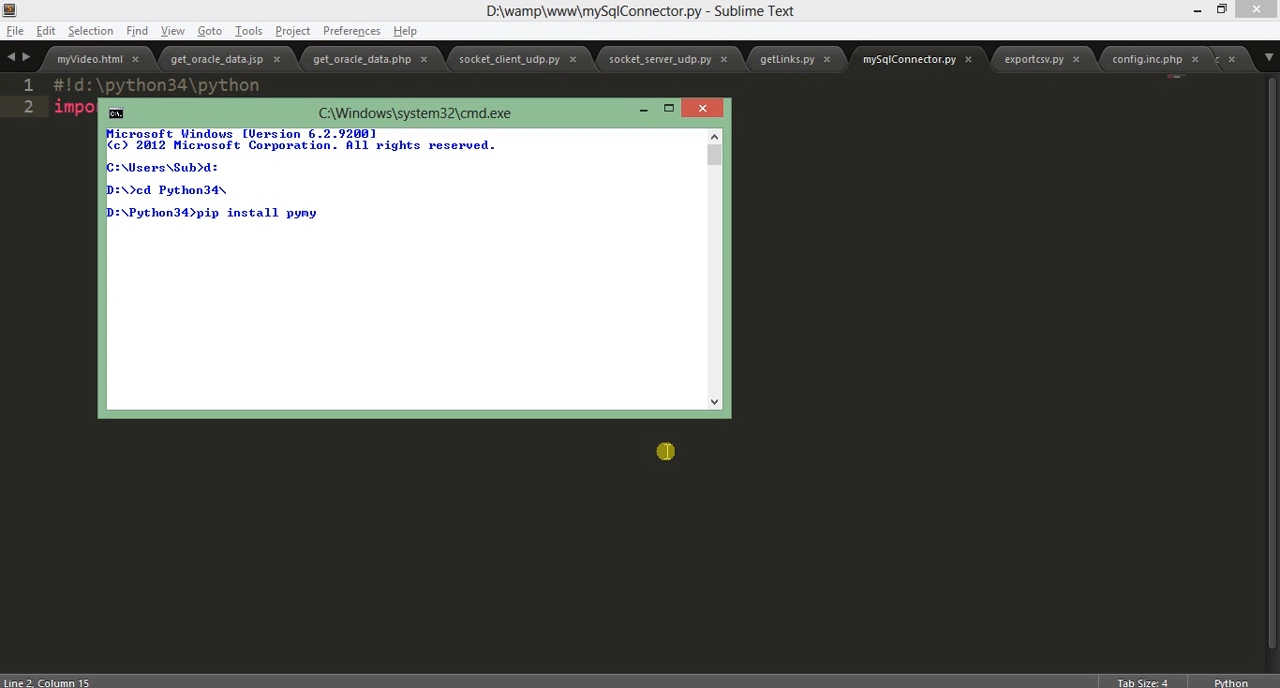 D:\wamp\www\mySqlConnector.py - Sublime Text
File Edit Selection Find View Goto Tools Project Preferences Help
myVideo.html get_oracle_data.jsp get_oracle_data.php socket_client_udp.py socket_server_udp.py getLinks.py mySqlConnector.py exportcsv.py config.inc.php
1 #!d:\python34\python
2 impo
C:\Windows\system32\cmd.exe
Microsoft Windows [Version 6.2.9200]
(c) 2012 Microsoft Corporation. All rights reserved.
C:\Users\Sub>d:
D:\>cd Python34\
D:\Python34>pip install pymy
Line 2, Column 15 Tab Size: 4 Python